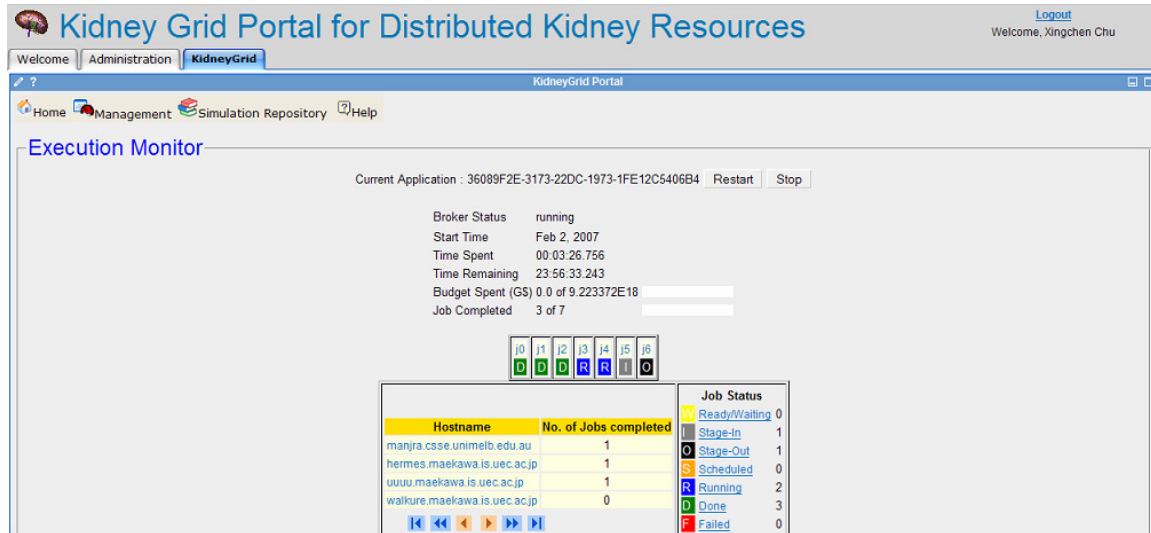 Kidney Grid Portal for Distributed Kidney Resources
Logout
Welcome, Xingchen Chu
Welcome Administration KidneyGrid
? KidneyGrid Portal
Home Management Simulation Repository Help
Execution Monitor
Current Application : 36089F2E-3173-22DC-1973-1FE12C5406B4 Restart Stop
Broker Status running
Start Time Feb 2, 2007
Time Spent 00:03:26.756
Time Remaining 23:56:33.243
Budget Spent (G$) 0.0 of 9.223372E18
Job Completed 3 of 7
j0 j1 j2 j3 j4 j5 j6
D D D R R I O
Hostname No. of Jobs completed
manjra.csse.unimelb.edu.au 1
hermes.maekawa.is.uec.ac.jp 1
uuuu.maekawa.is.uec.ac.jp 1
walkure.maekawa.is.uec.ac.jp 0
Job Status
W Ready/Waiting 0
I Stage-In 1
O Stage-Out 1
S Scheduled 0
R Running 2
D Done 3
F Failed 0